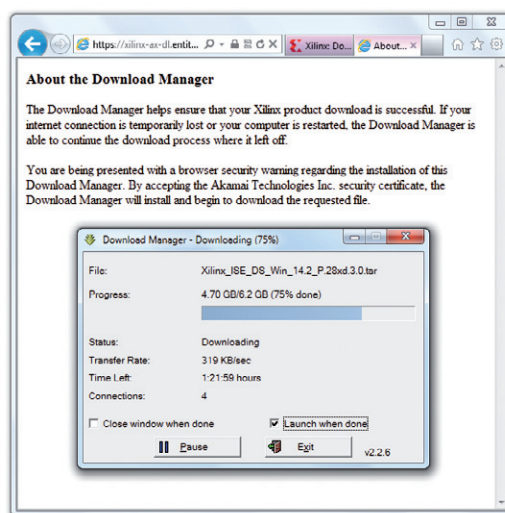 https://xilinx-ax-dl.entit...
Xilinx: Do...
About...
About the Download Manager
The Download Manager helps ensure that your Xilinx product download is successful. If your
internet connection is temporarily lost or your computer is restarted, the Download Manager is
able to continue the download process where it left off.
You are being presented with a browser security warning regarding the installation of this
Download Manager. By accepting the Akamai Technologies Inc. security certificate, the
Download Manager will install and begin to download the requested file.
Download Manager - Downloading (75%)
File: Xilinx_ISE_DS_Win_14.2_P.28xd.3.0.tar
Progress: 4.70 GB/6.2 GB (75% done)
Status: Downloading
Transfer Rate: 319 KB/sec
Time Left: 1:21:59 hours
Connections: 4
Close window when done Launch when done
Pause Exit v2.2.6